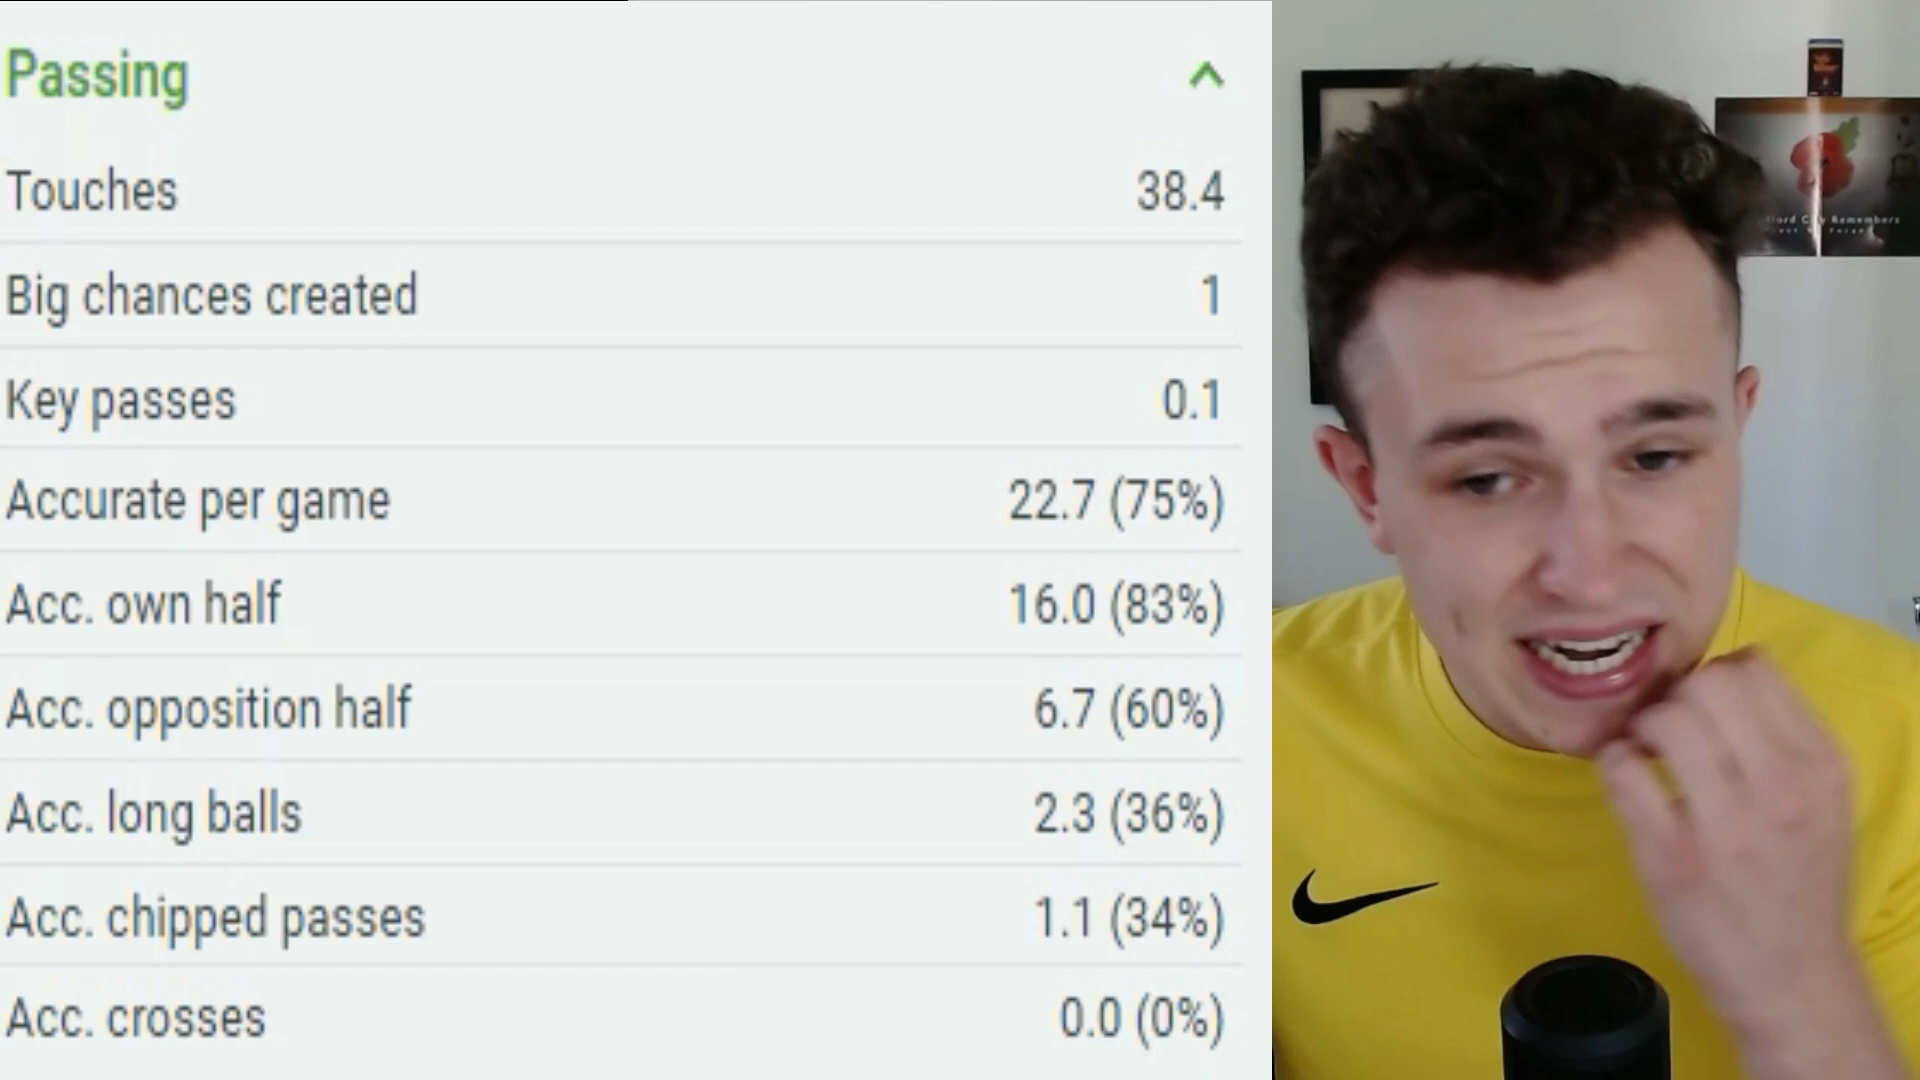 Passing
Touches 38.4
Big chances created 1
Key passes 0.1
Accurate per game 22.7 (75%)
Acc. own half 16.0 (83%)
Acc. opposition half 6.7 (60%)
Acc. long balls 2.3 (36%)
Acc. chipped passes 1.1 (34%)
Acc. crosses 0.0 (0%)
Remembers